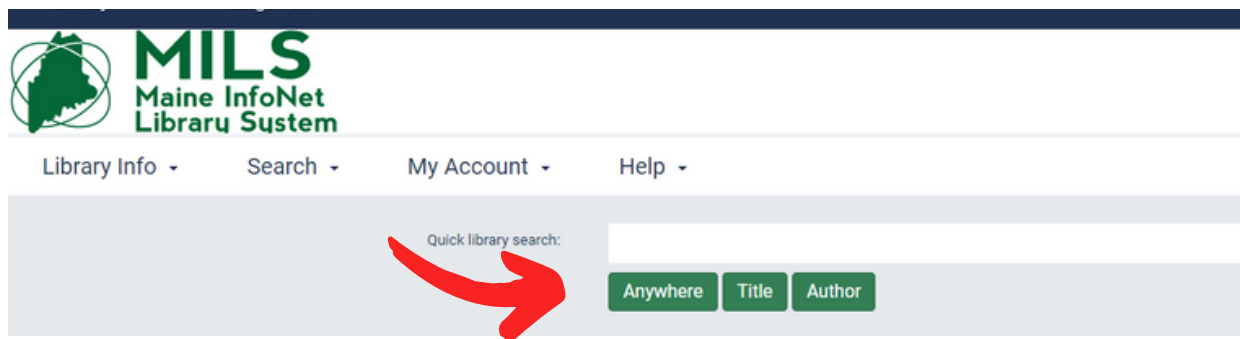 MILS
Maine InfoNet
Library System
Library Info
Search
My Account
Help
Quick library search:
Anywhere
Title
Author